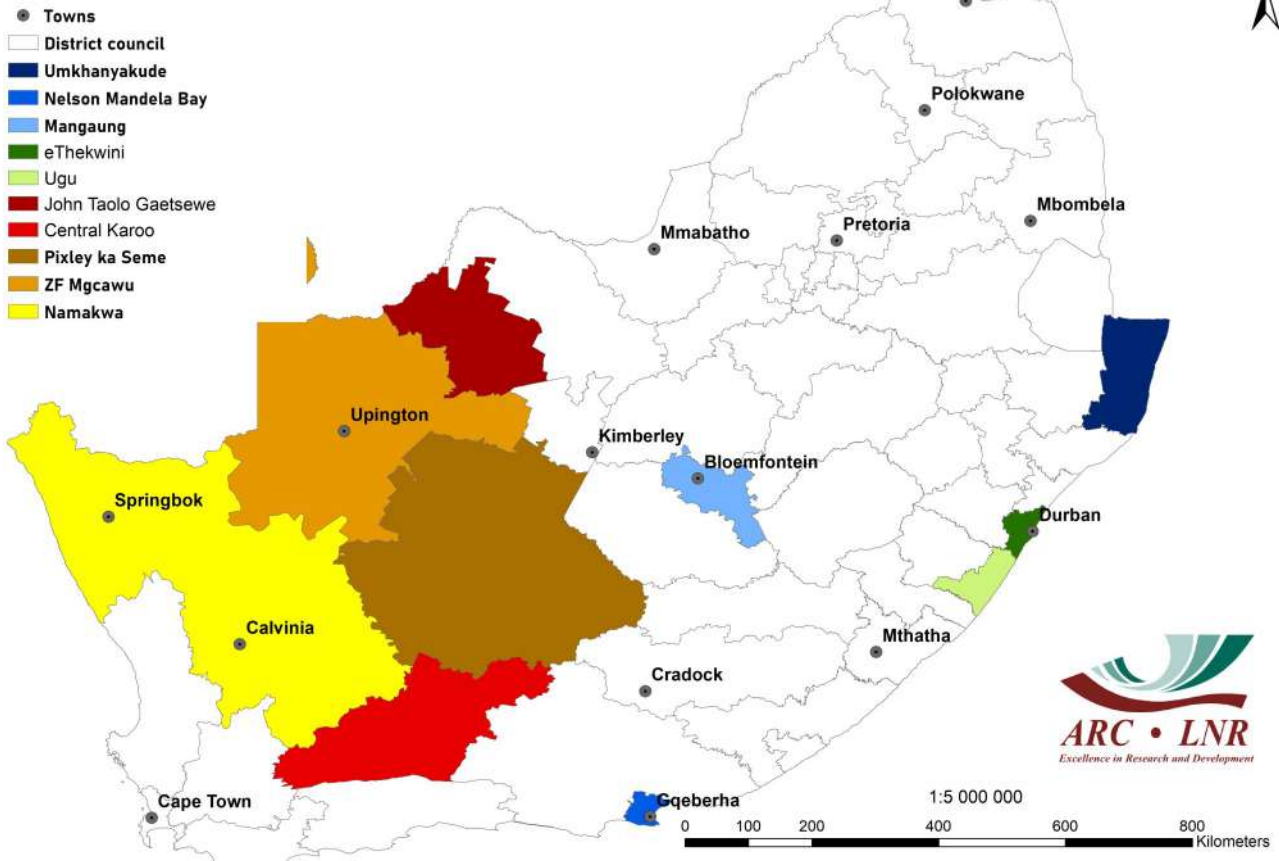 Towns
District council
Umkhanyakude
Nelson Mandela Bay
Mangaung
eThekwini
Ugu
John Taolo Gaetsewe
Central Karoo
Pixley ka Seme
ZF Mgcawu
Namakwa
Polokwane
Mbombela
Pretoria
Mmabatho
Upington
Kimberley
Bloemfontein
Springbok
Durban
Calvinia
Mthatha
Cradock
ARC • LNR
Excellence in Research and Development
Cape Town
Gqeberha
1:5 000 000
0 100 200 400 600 800
Kilometers